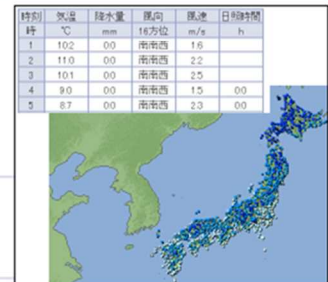 時刻 気温 降水量 風向 風速 日照時間
時 ℃ mm 16方位 m/s h
1 10.2 0.0 南南西 1.6
2 11.0 0.0 南南西 2.2
3 10.1 0.0 南南西 2.5
4 9.0 0.0 南南西 1.5 0.0
5 8.7 0.0 南南西 2.3 0.0